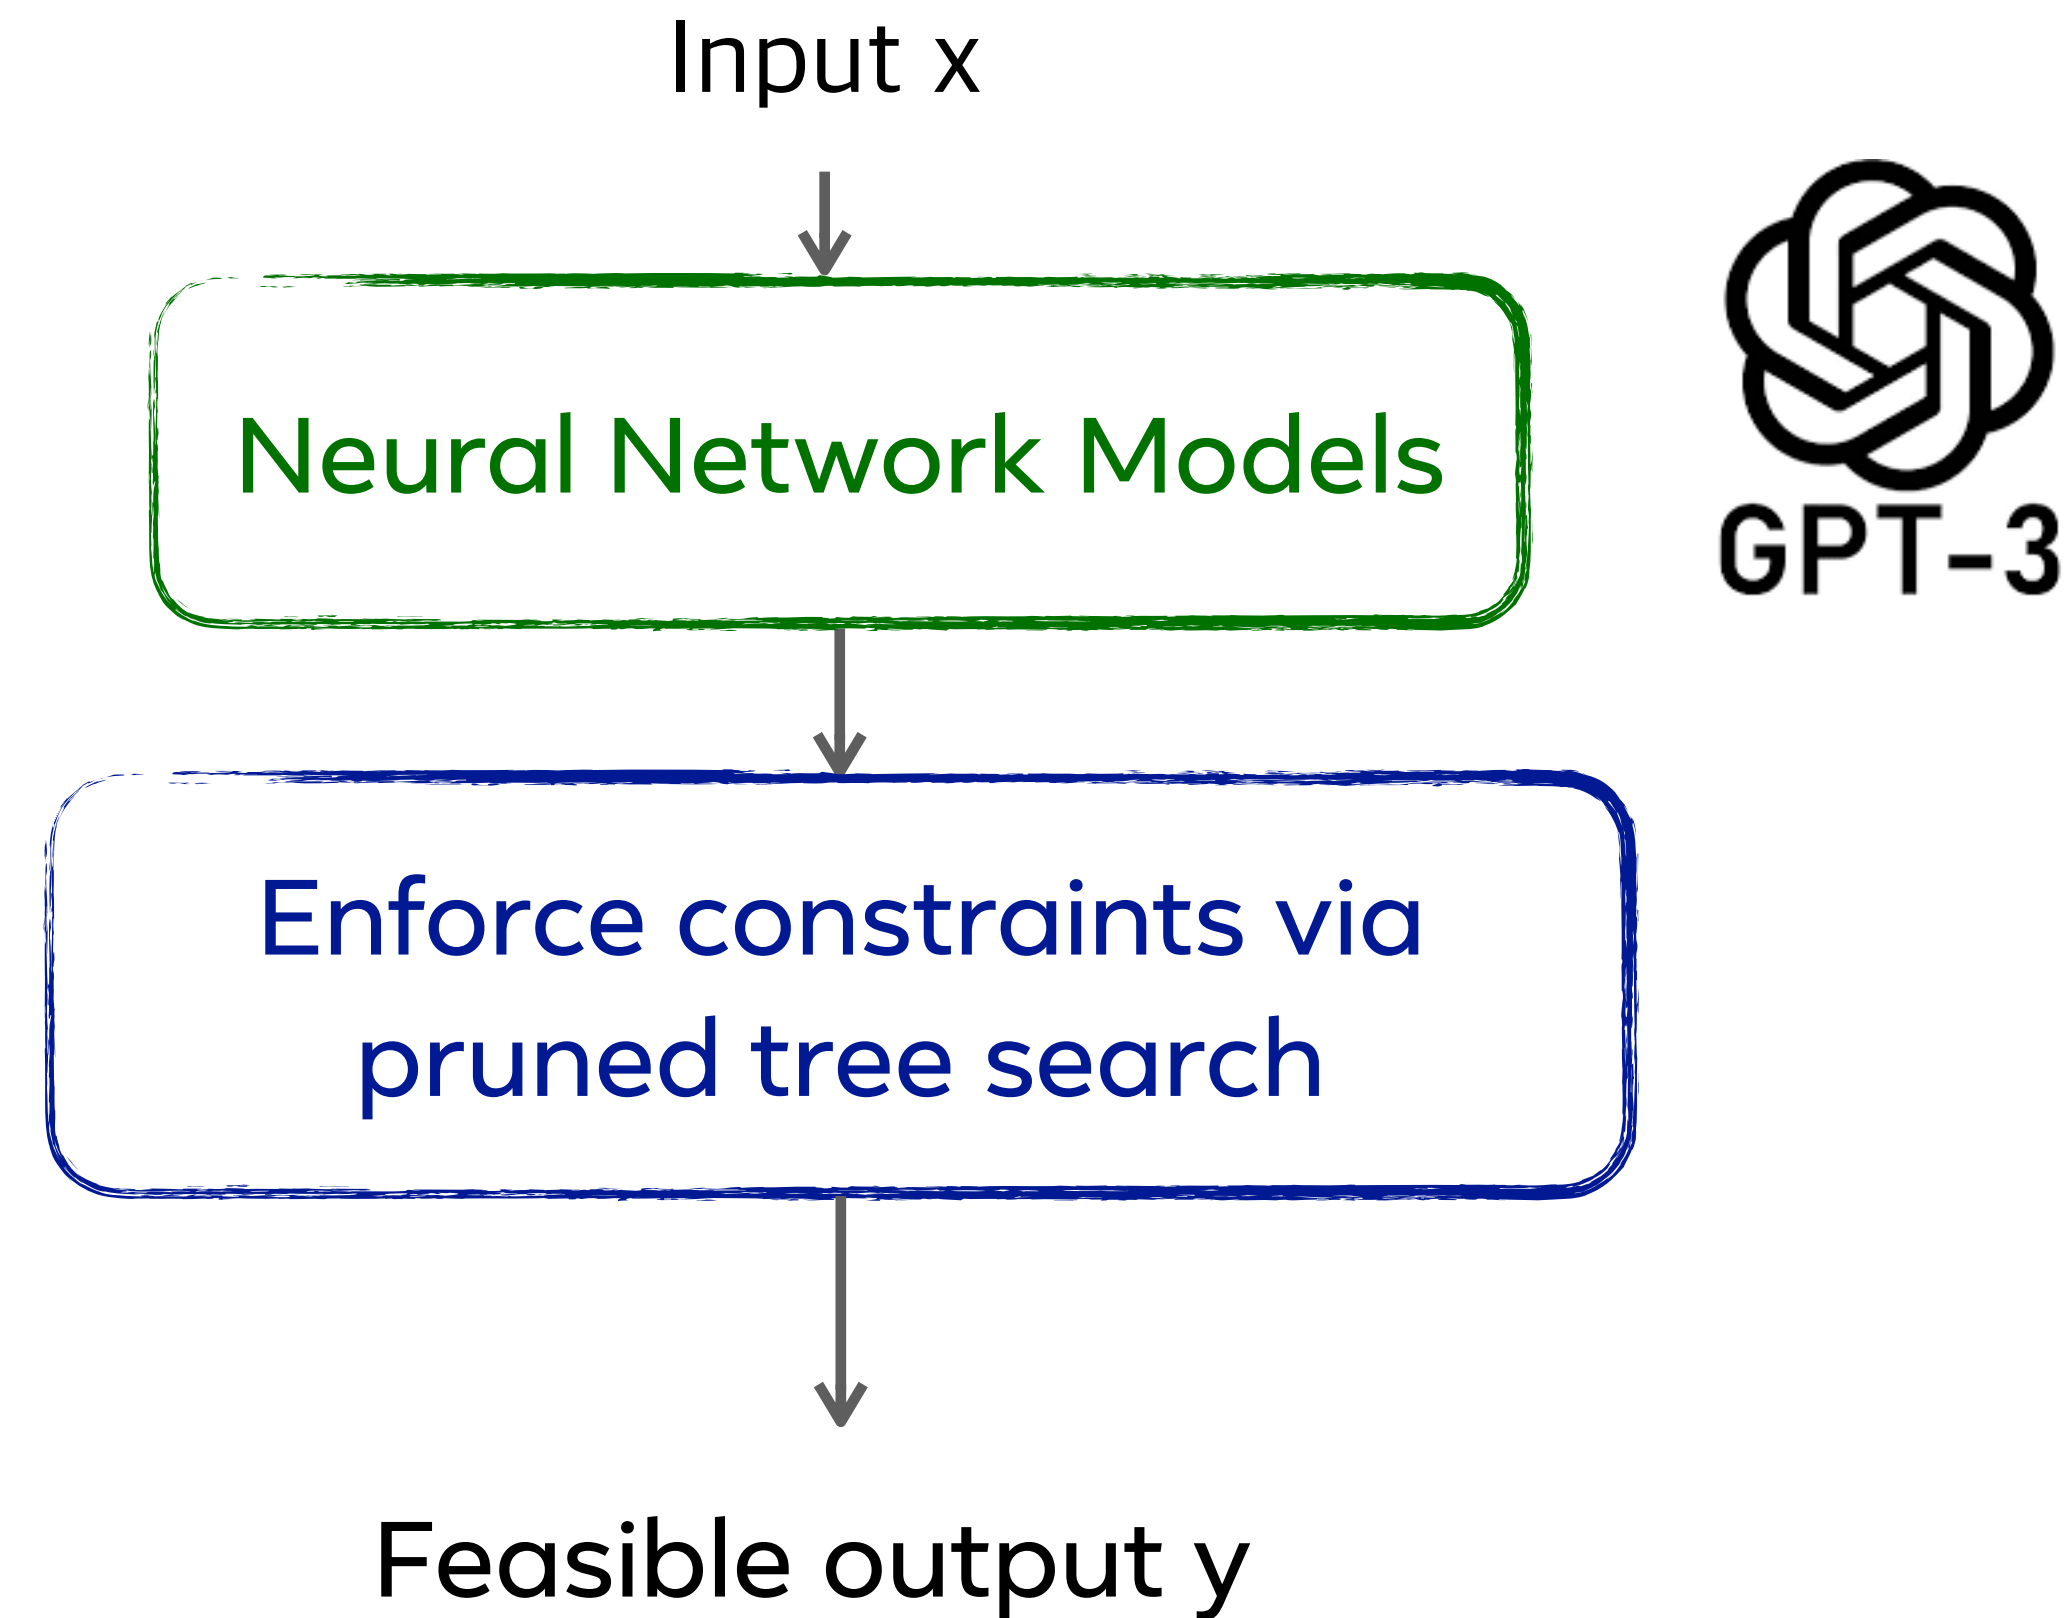 Input x
Neural Network Models
GPT-3
Enforce constraints via
pruned tree search
Feasible output y